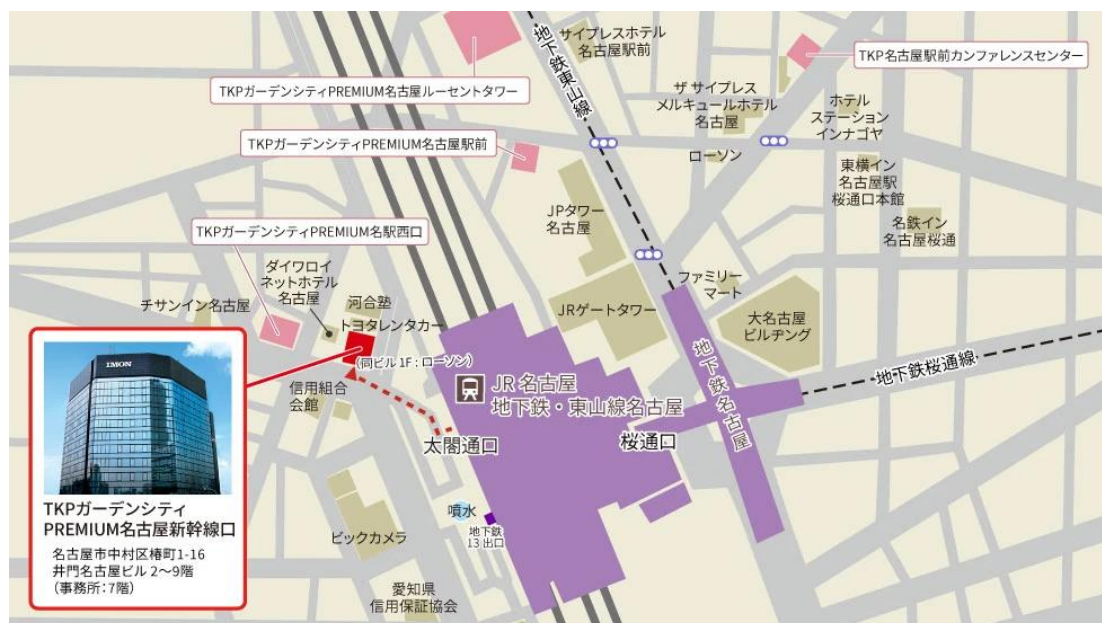 地下鉄東山線
サイプレスホテル
名古屋駅前
TKP名古屋駅前カンファレンスセンター
TKPガーデンシティPREMIUM名古屋ルーセントタワー
ザ サイプレス
メルキュールホテル
名古屋
ホテル
ステーション
インナゴヤ
TKPガーデンシティPREMIUM名古屋駅前
ローソン
東横イン
名古屋駅
桜通口本館
JPタワー
名古屋
名鉄イン
名古屋桜通
TKPガーデンシティPREMIUM名駅西口
ダイワロイ
ネットホテル
名古屋
ファミリー
マート
チサンイン名古屋
河合塾
トヨタレンタカー
JRゲートタワー
大名古屋
ビルヂング
(同ビル 1F : ローソン)
地下鉄名古屋
地下鉄桜通線
IMON
信用組合
会館
JR 名古屋
地下鉄・東山線名古屋
太閤通口
桜通口
TKPガーデンシティ
PREMIUM名古屋新幹線口
名古屋市中村区椿町1-16
井門名古屋ビル 2〜9階
(事務所:7階)
噴水
地下鉄
13出口
ビックカメラ
愛知県
信用保証協会